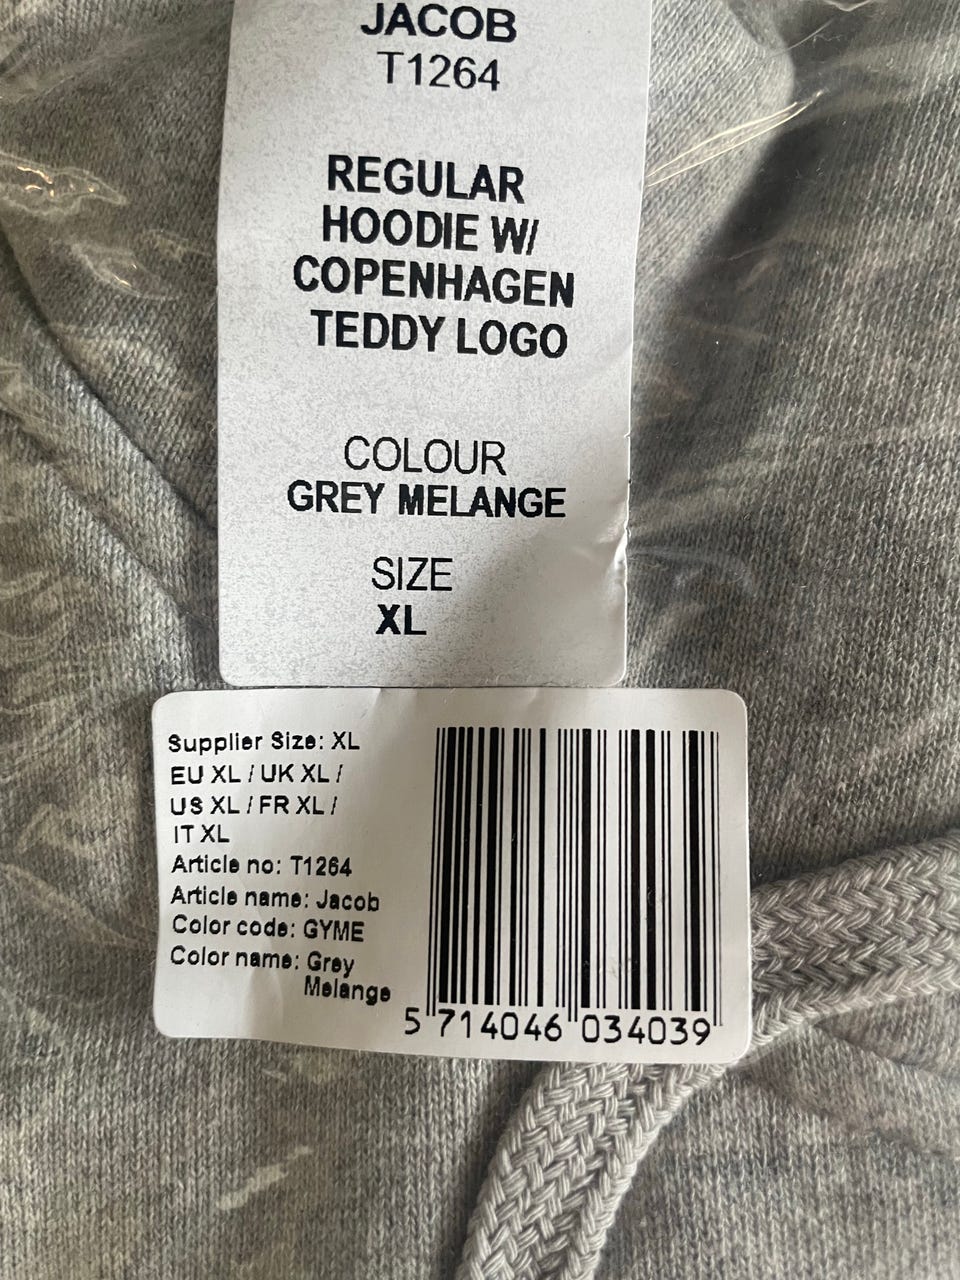 JACOB
T1264
REGULAR
HOODIE W/
COPENHAGEN
TEDDY LOGO
COLOUR
GREY MELANGE
SIZE
XL
Supplier Size: XL
EU XL / UK XL /
US XL / FR XL /
IT XL
Article no: T1264
Article name: Jacob
Color code: GYME
Color name: Grey
Melange
5 714046 034039